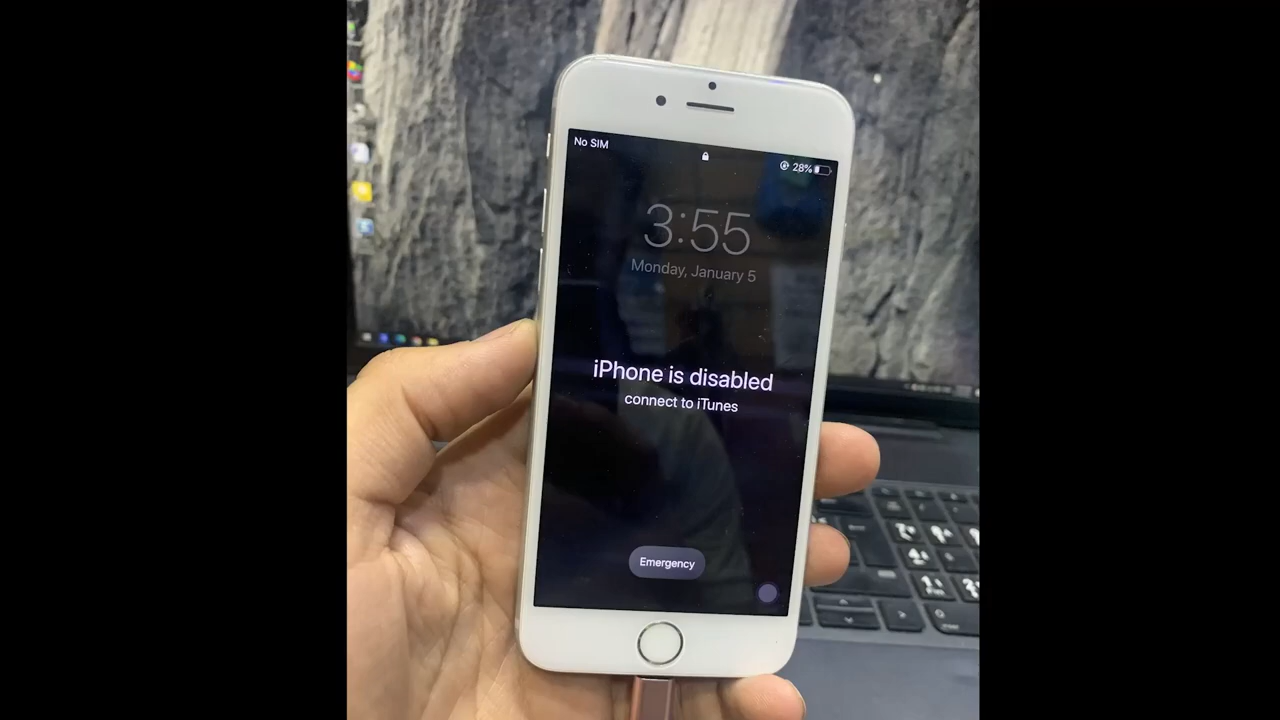 No SIM
28%
3:55
Monday, January 5
iPhone is disabled
connect to iTunes
Emergency